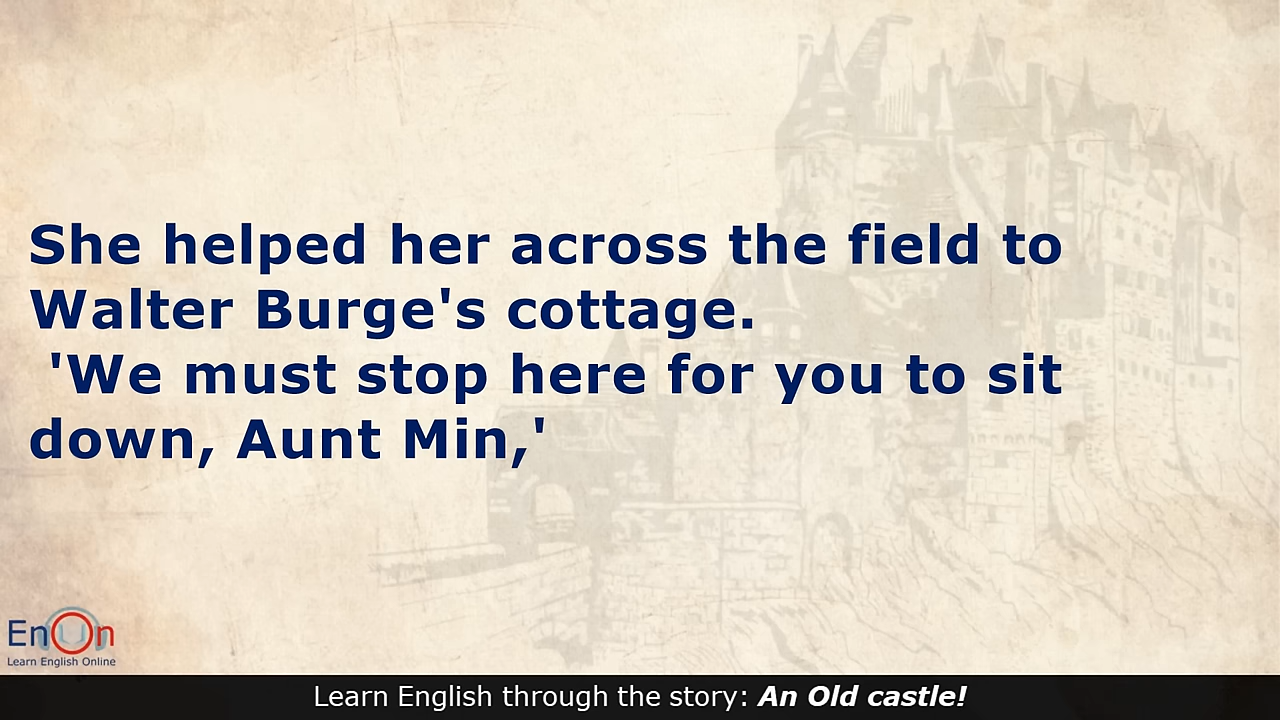 She helped her across the field to
Walter Burge's cottage.
'We must stop here for you to sit
down, Aunt Min,'
EnOn
Learn English Online
Learn English through the story: An Old castle!